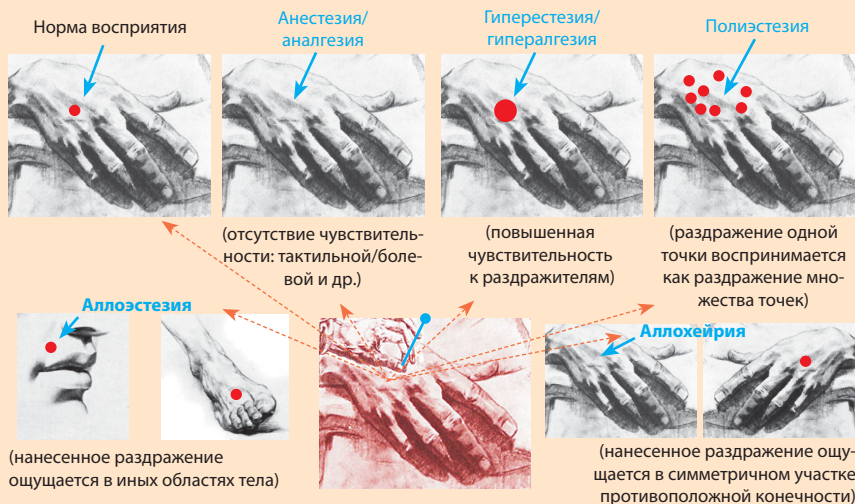 Норма восприятия
Анестезия/
аналгезия
Гиперестезия/
гипералгезия
Полиэстезия
(отсутствие чувствитель-
ности: тактильной/боле-
вой и др.)
(повышенная
чувствительность
к раздражителям)
(раздражение одной
точки воспринимается
как раздражение мно-
жества точек)
Аллоэстезия
Аллохейрия
(нанесенное раздражение
ощущается в иных областях тела)
(нанесенное раздражение ощу-
щается в симметричном участке
противоположной конечности)